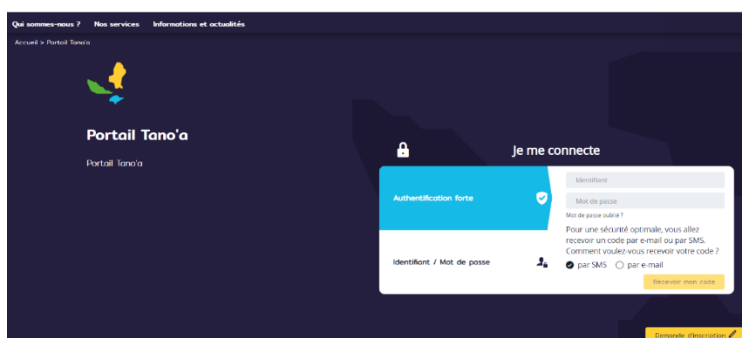 Qui sommes-nous ? Nos services Informations et actualités
Accueil > Portail Tano'a
Portail Tano'a
Portail Tano'a
Je me connecte
Authentification forte
Identifiant
Mot de passe
Mot de passe oublié ?
Pour une sécurité optimale, vous allez
recevoir un code par e-mail ou par SMS.
Comment voulez-vous recevoir votre code ?
par SMS par e-mail
Identifiant / Mot de passe
Recevoir mon code
Demande d'inscription